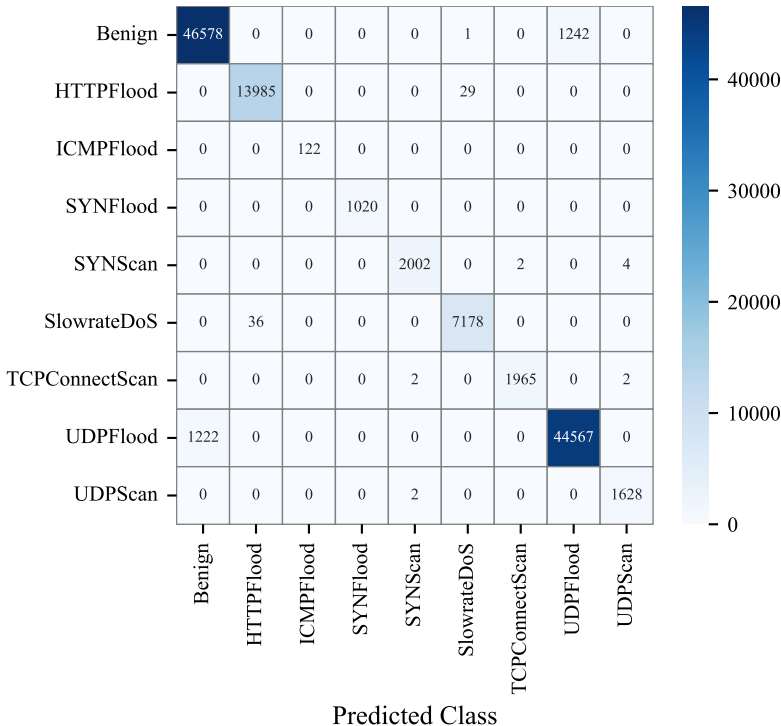 Benign 46578 0 0 0 0 1 0 1242 0
HTTPFlood 0 13985 0 0 0 29 0 0 0
ICMPFlood 0 0 122 0 0 0 0 0 0
SYNFlood 0 0 0 1020 0 0 0 0 0
SYNScan 0 0 0 0 2002 0 2 0 4
SlowrateDoS 0 36 0 0 0 7178 0 0 0
TCPConnectScan 0 0 0 0 2 0 1965 0 2
UDPFlood 1222 0 0 0 0 0 0 44567 0
UDPScan 0 0 0 0 2 0 0 0 1628
Benign
HTTPFlood
ICMPFlood
SYNFlood
SYNScan
SlowrateDoS
TCPConnectScan
UDPFlood
UDPScan
Predicted Class
40000
30000
20000
10000
0